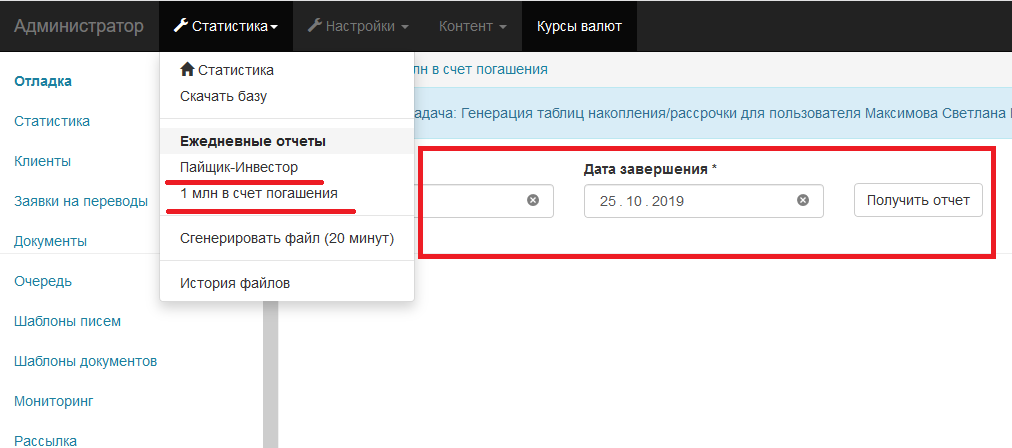 Администратор Статистика Настройки Контент Курсы валют
Отладка
Статистика
Клиенты
Заявки на переводы
Документы
Очередь
Шаблоны писем
Шаблоны документов
Мониторинг
Рассылка
Статистика
Скачать базу
Ежедневные отчеты
Пайщик-Инвестор
1 млн в счет погашения
Сгенерировать файл (20 минут)
История файлов
млн в счет погашения
адача: Генерация таблиц накопления/рассрочки для пользователя Максимова Светлана
Дата завершения *
25 . 10 . 2019
Получить отчет